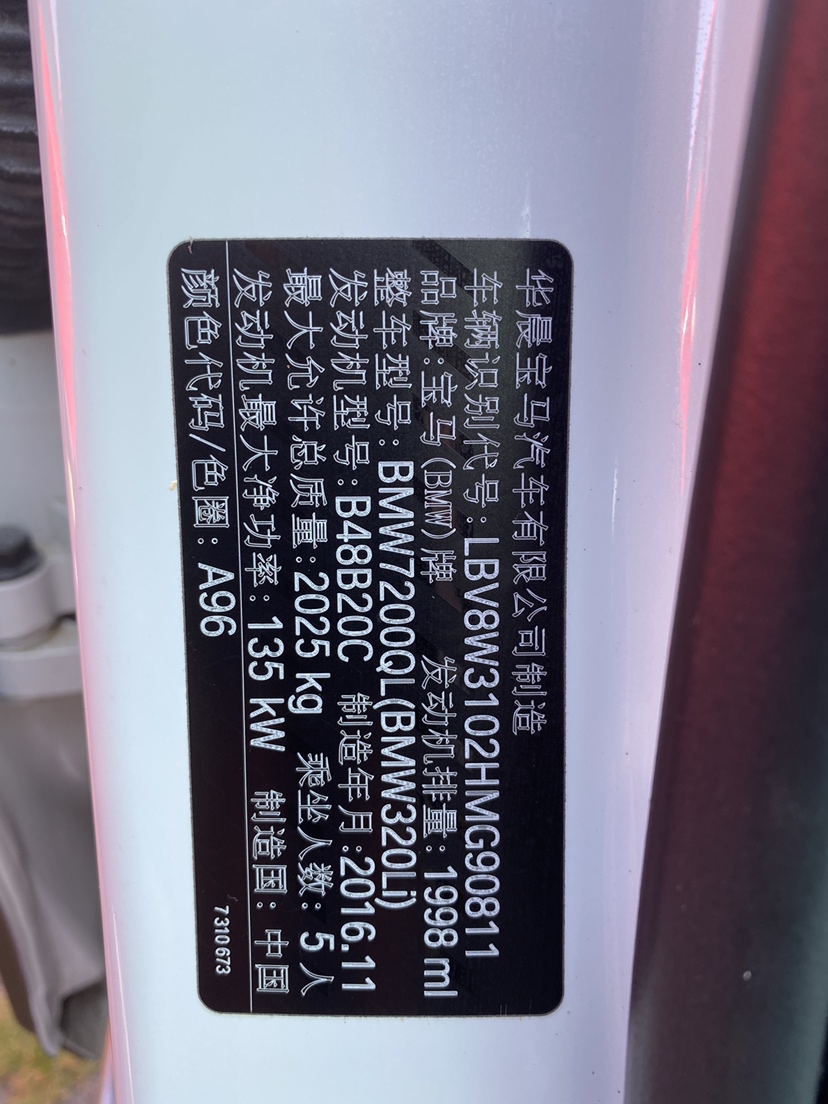 华晨宝马汽车有限公司制造
车辆识别代号:LBV8W3102HMG90811
品牌:宝马(BMW)牌 发动机排量:1998 ml
整车型号:BMW7200QL(BMW320Li)
发动机型号:B48B20C 制造年月:2016.11
最大允许总质量:2025 kg 乘坐人数:5人
发动机最大净功率:135 kW 制造国:中国
颜色代码/色圈:A96
7310673